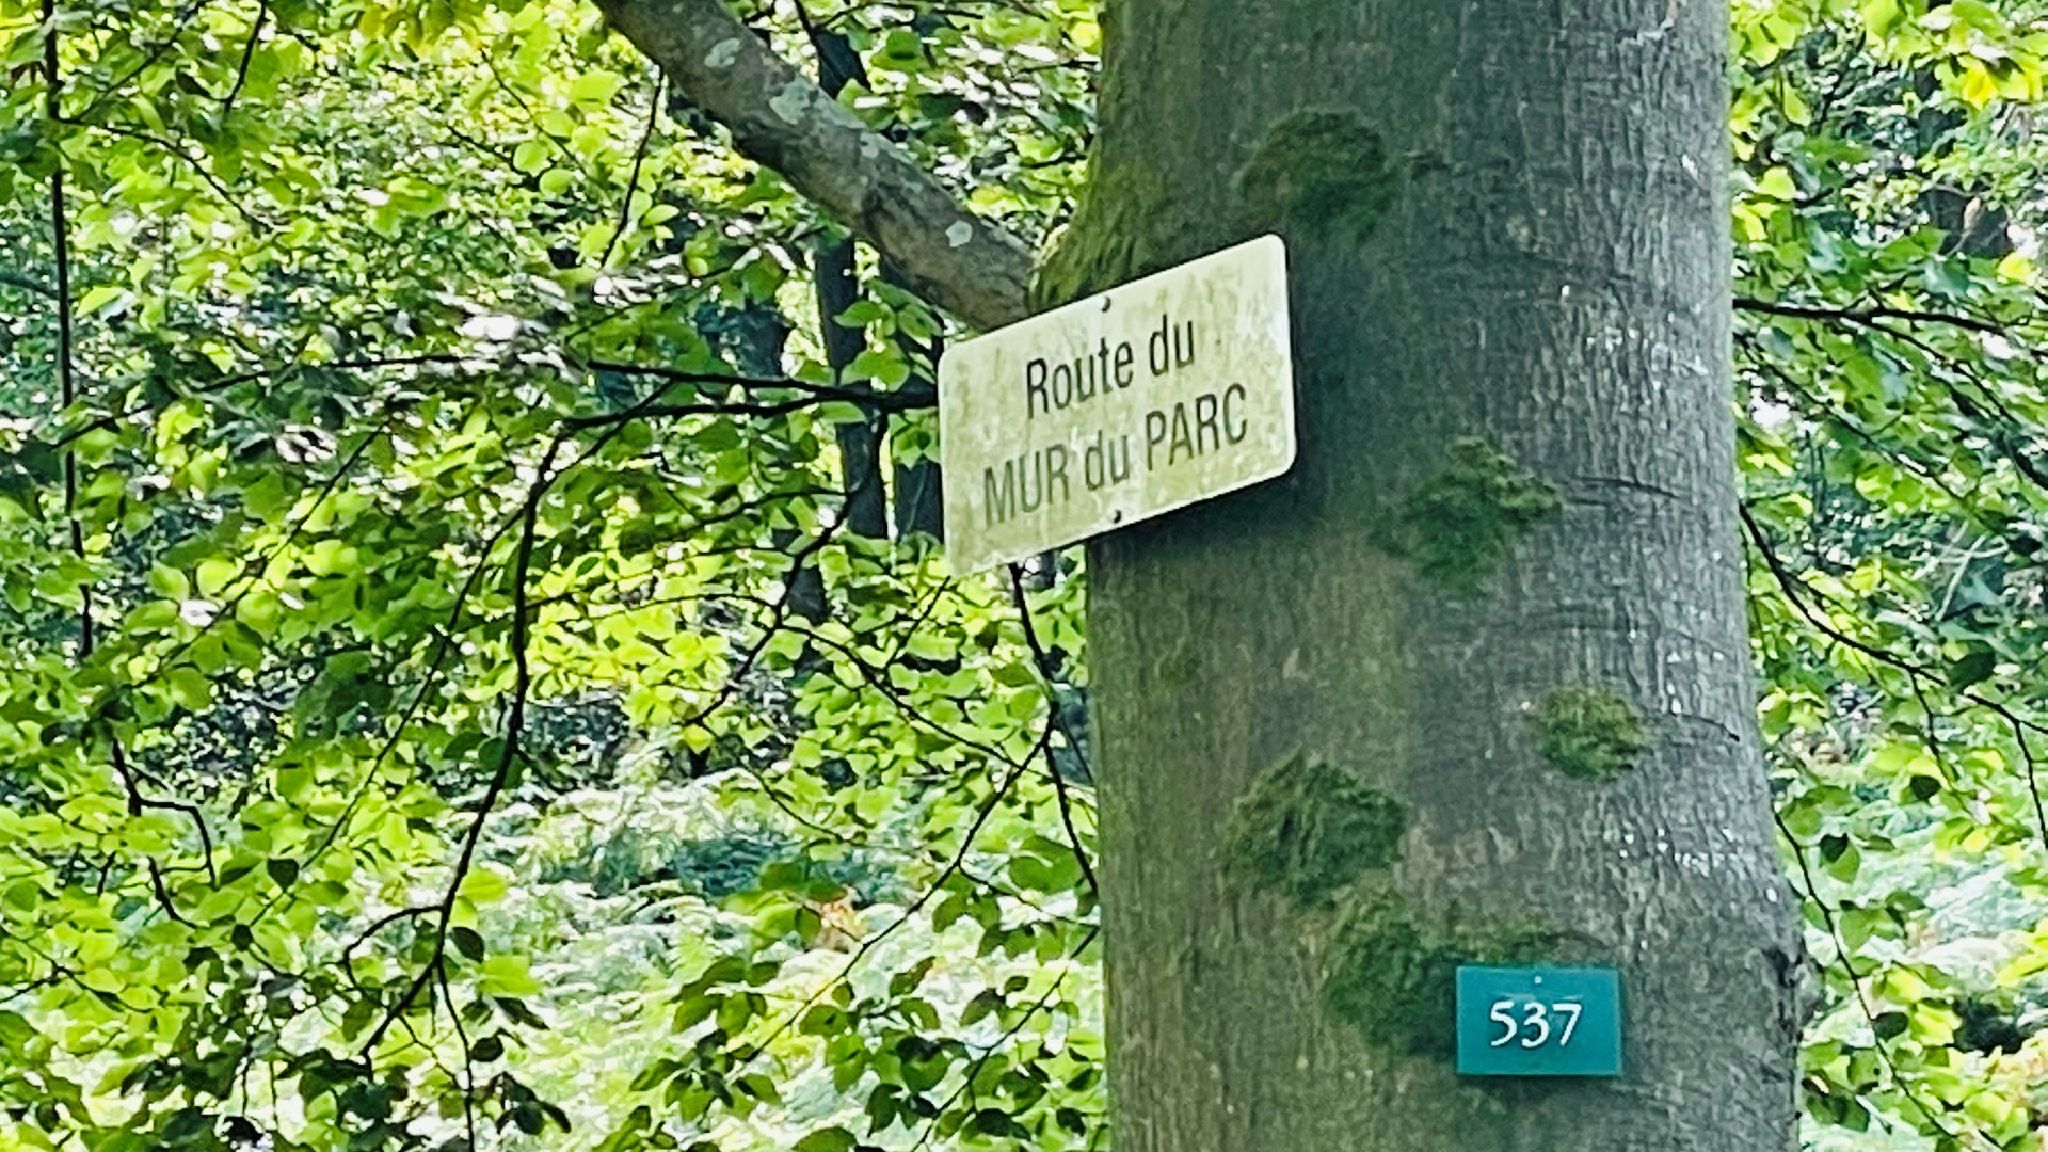 Route du
MUR du PARC
537